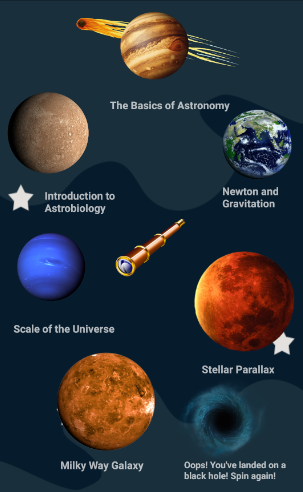 The Basics of Astronomy
Introduction to
Astrobiology
Newton and
Gravitation
Scale of the Universe
Stellar Parallax
Milky Way Galaxy
Oops! You've landed on a
black hole! Spin again!